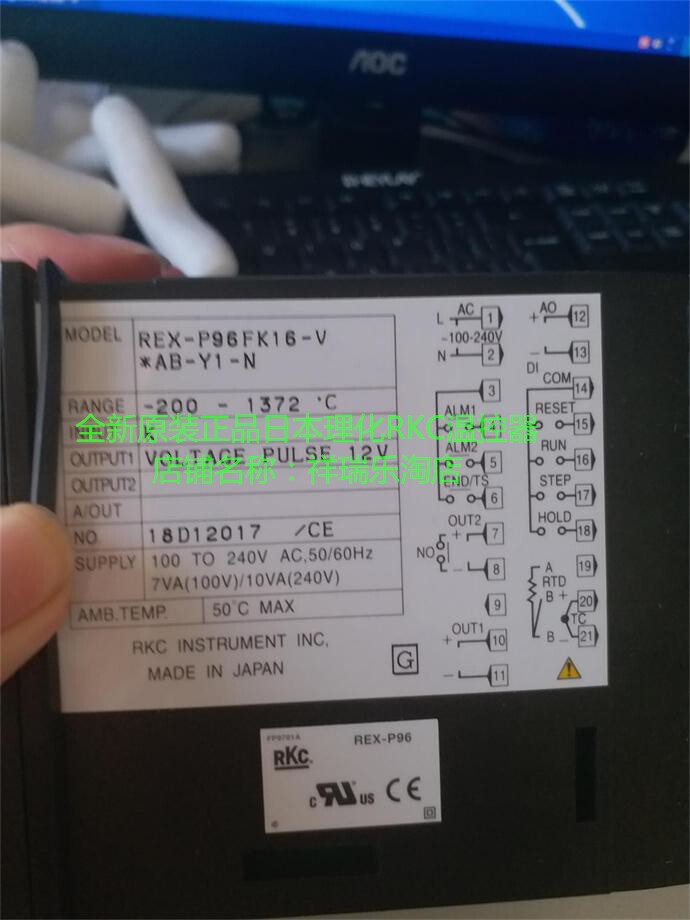 AOC
MODEL
REX-P96FK16-V
*AB-Y1-N
RANGE
-200 - 1372 °C
全新原装正品日本理化RKC温控器
K
OUTPUT1
VOLTAGE PULSE 12V
店铺名称：祥瑞乐淘店
OUTPUT2
A/OUT
NO.
18D12017 /CE
SUPPLY
100 TO 240V AC,50/60Hz
7VA(100V)/10VA(240V)
AMB.TEMP.
50°C MAX
RKC INSTRUMENT INC,
MADE IN JAPAN
G
L AC 1
~100-240V
N 2
3
ALM1 4
ALM2 5
END/TS 6
OUT2
+ 7
NO
- 8
9
OUT1
+ 10
- 11
+ AO 12
- 13
DI
COM 14
RESET 15
RUN 16
STEP 17
HOLD 18
19
A
RTD
B + 20
TC
B - 21
FP9701A
RKC
REX-P96
c RU US CE